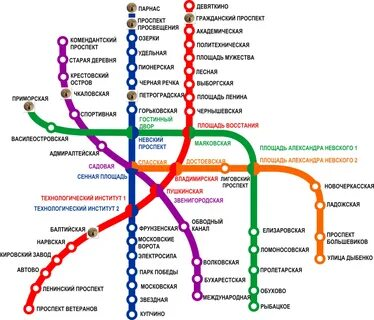 ПАРНАС
ПРОСПЕКТ
ПРОСВЕЩЕНИЯ
ОЗЕРКИ
УДЕЛЬНАЯ
ПИОНЕРСКАЯ
ЧЕРНАЯ РЕЧКА
ПЕТРОГРАДСКАЯ
ГОРЬКОВСКАЯ
ГОСТИННЫЙ
ДВОР
НЕВСКИЙ
ПРОСПЕКТ
ДЕВЯТКИНО
ГРАЖДАНСКИЙ ПРОСПЕКТ
АКАДЕМИЧЕСКАЯ
ПОЛИТЕХНИЧЕСКАЯ
ПЛОЩАДЬ МУЖЕСТВА
ЛЕСНАЯ
ВЫБОРГСКАЯ
ПЛОЩАДЬ ЛЕНИНА
ЧЕРНЫШЕВСКАЯ
ПЛОЩАДЬ ВОССТАНИЯ
МАЯКОВСКАЯ
КОМЕНДАНТСКИЙ
ПРОСПЕКТ
СТАРАЯ ДЕРЕВНЯ
КРЕСТОВСКИЙ
ОСТРОВ
ЧКАЛОВСКАЯ
СПОРТИВНАЯ
ПРИМОРСКАЯ
ВАСИЛЕОСТРОВСКАЯ
АДМИРАЛТЕЙСКАЯ
САДОВАЯ
СЕННАЯ ПЛОЩАДЬ
СПАССКАЯ
ДОСТОЕВСКАЯ
ВЛАДИМИРСКАЯ
ПУШКИНСКАЯ
ЗВЕНИГОРОДСКАЯ
ЛИГОВСКИЙ
ПРОСПЕКТ
ПЛОЩАДЬ АЛЕКСАНДРА НЕВСКОГО 1
ПЛОЩАДЬ АЛЕКСАНДРА НЕВСКОГО 2
НОВОЧЕРКАССКАЯ
ЛАДОЖСКАЯ
ПРОСПЕКТ
БОЛЬШЕВИКОВ
УЛИЦА ДЫБЕНКО
ТЕХНОЛОГИЧЕСКИЙ ИНСТИТУТ 1
ТЕХНОЛОГИЧЕСКИЙ ИНСТИТУТ 2
БАЛТИЙСКАЯ
НАРВСКАЯ
КИРОВСКИЙ ЗАВОД
АВТОВО
ЛЕНИНСКИЙ ПРОСПЕКТ
ПРОСПЕКТ ВЕТЕРАНОВ
ФРУНЗЕНСКАЯ
МОСКОВСКИЕ
ВОРОТА
ЭЛЕКТРОСИЛА
ПАРК ПОБЕДЫ
МОСКОВСКАЯ
ЗВЕЗДНАЯ
КУПЧИНО
ОБВОДНЫЙ
КАНАЛ
ВОЛКОВСКАЯ
БУХАРЕСТСКАЯ
МЕЖДУНАРОДНАЯ
ЕЛИЗАРОВСКАЯ
ЛОМОНОСОВСКАЯ
ПРОЛЕТАРСКАЯ
ОБУХОВО
РЫБАЦКОЕ